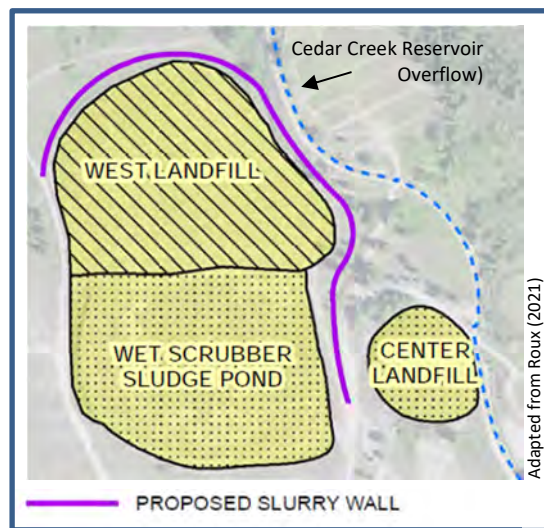 Cedar Creek Reservoir
Overflow)
WEST LANDFILL
WET SCRUBBER
SLUDGE POND
CENTER
LANDFILL
Adapted from Roux (2021)
PROPOSED SLURRY WALL